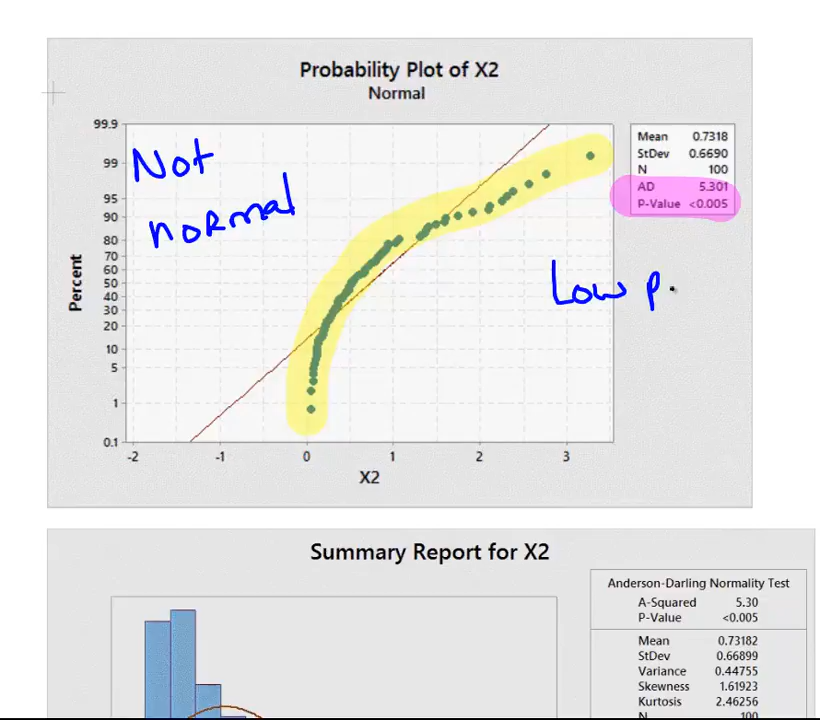 Probability Plot of X2
Normal
99.9
99
95
90
80
70
60
50
40
30
20
10
5
1
0.1
Percent
-2 -1 0 1 2 3
X2
Mean 0.7318
StDev 0.6690
N 100
AD 5.301
P-Value <0.005
Not
normal
Low p
Summary Report for X2
Anderson-Darling Normality Test
A-Squared 5.30
P-Value <0.005
Mean 0.73182
StDev 0.66899
Variance 0.44755
Skewness 1.61923
Kurtosis 2.46256
N 100